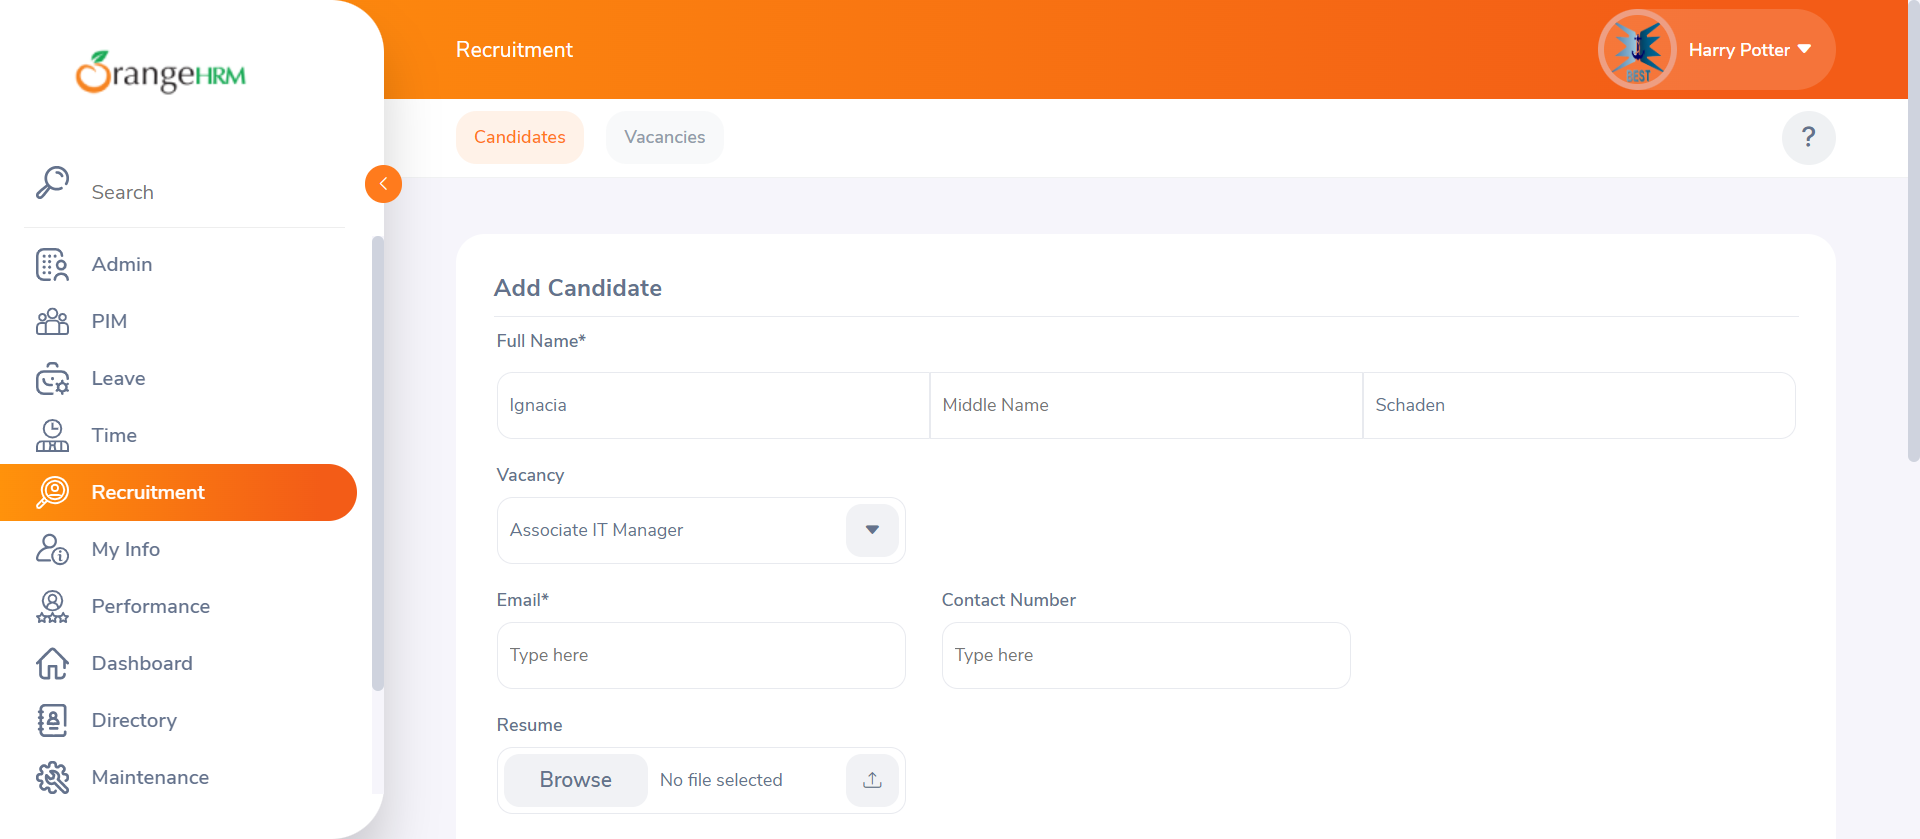 OrangeHRM
Recruitment
BEST
Harry Potter
Candidates
Vacancies
?
Search
Admin
PIM
Leave
Time
Recruitment
My Info
Performance
Dashboard
Directory
Maintenance
Add Candidate
Full Name*
Ignacia
Middle Name
Schaden
Vacancy
Associate IT Manager
Email*
Contact Number
Type here
Type here
Resume
Browse
No file selected